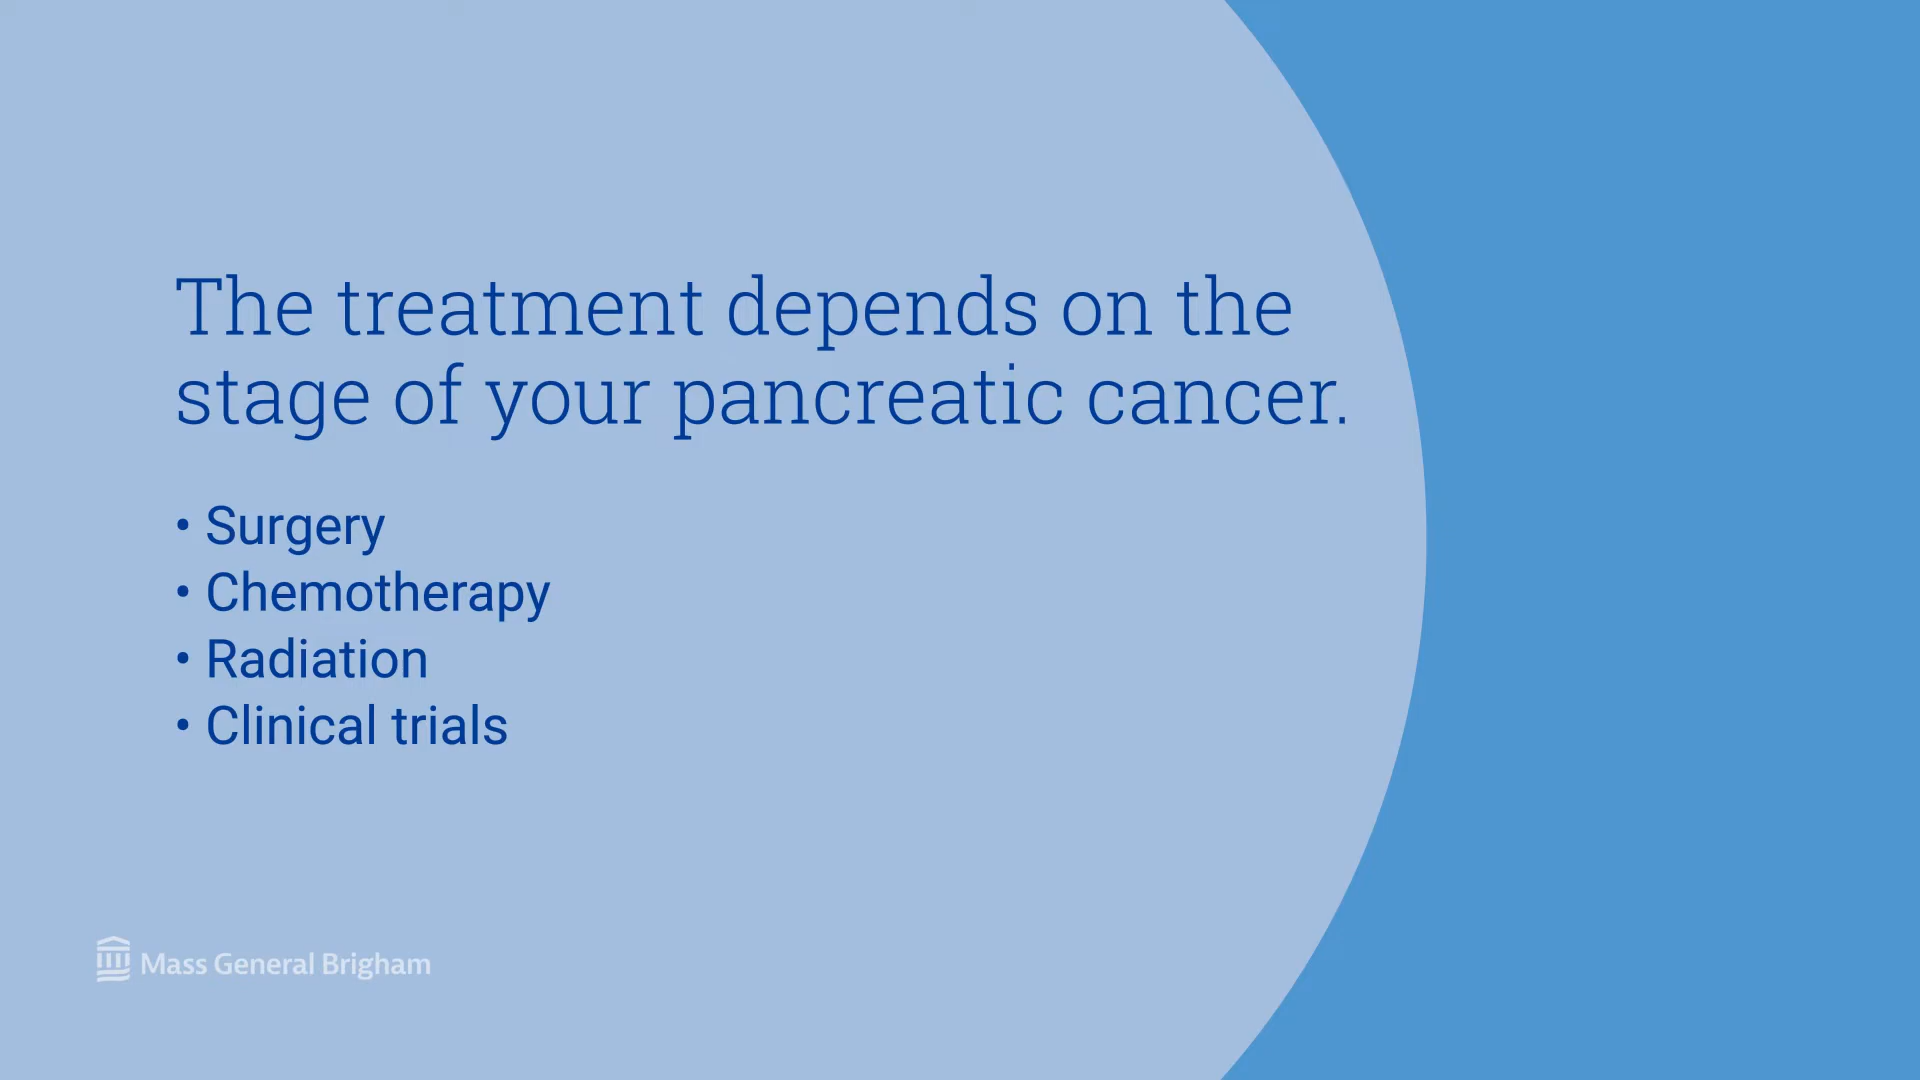 The treatment depends on the
stage of your pancreatic cancer.
• Surgery
• Chemotherapy
• Radiation
• Clinical trials
Mass General Brigham